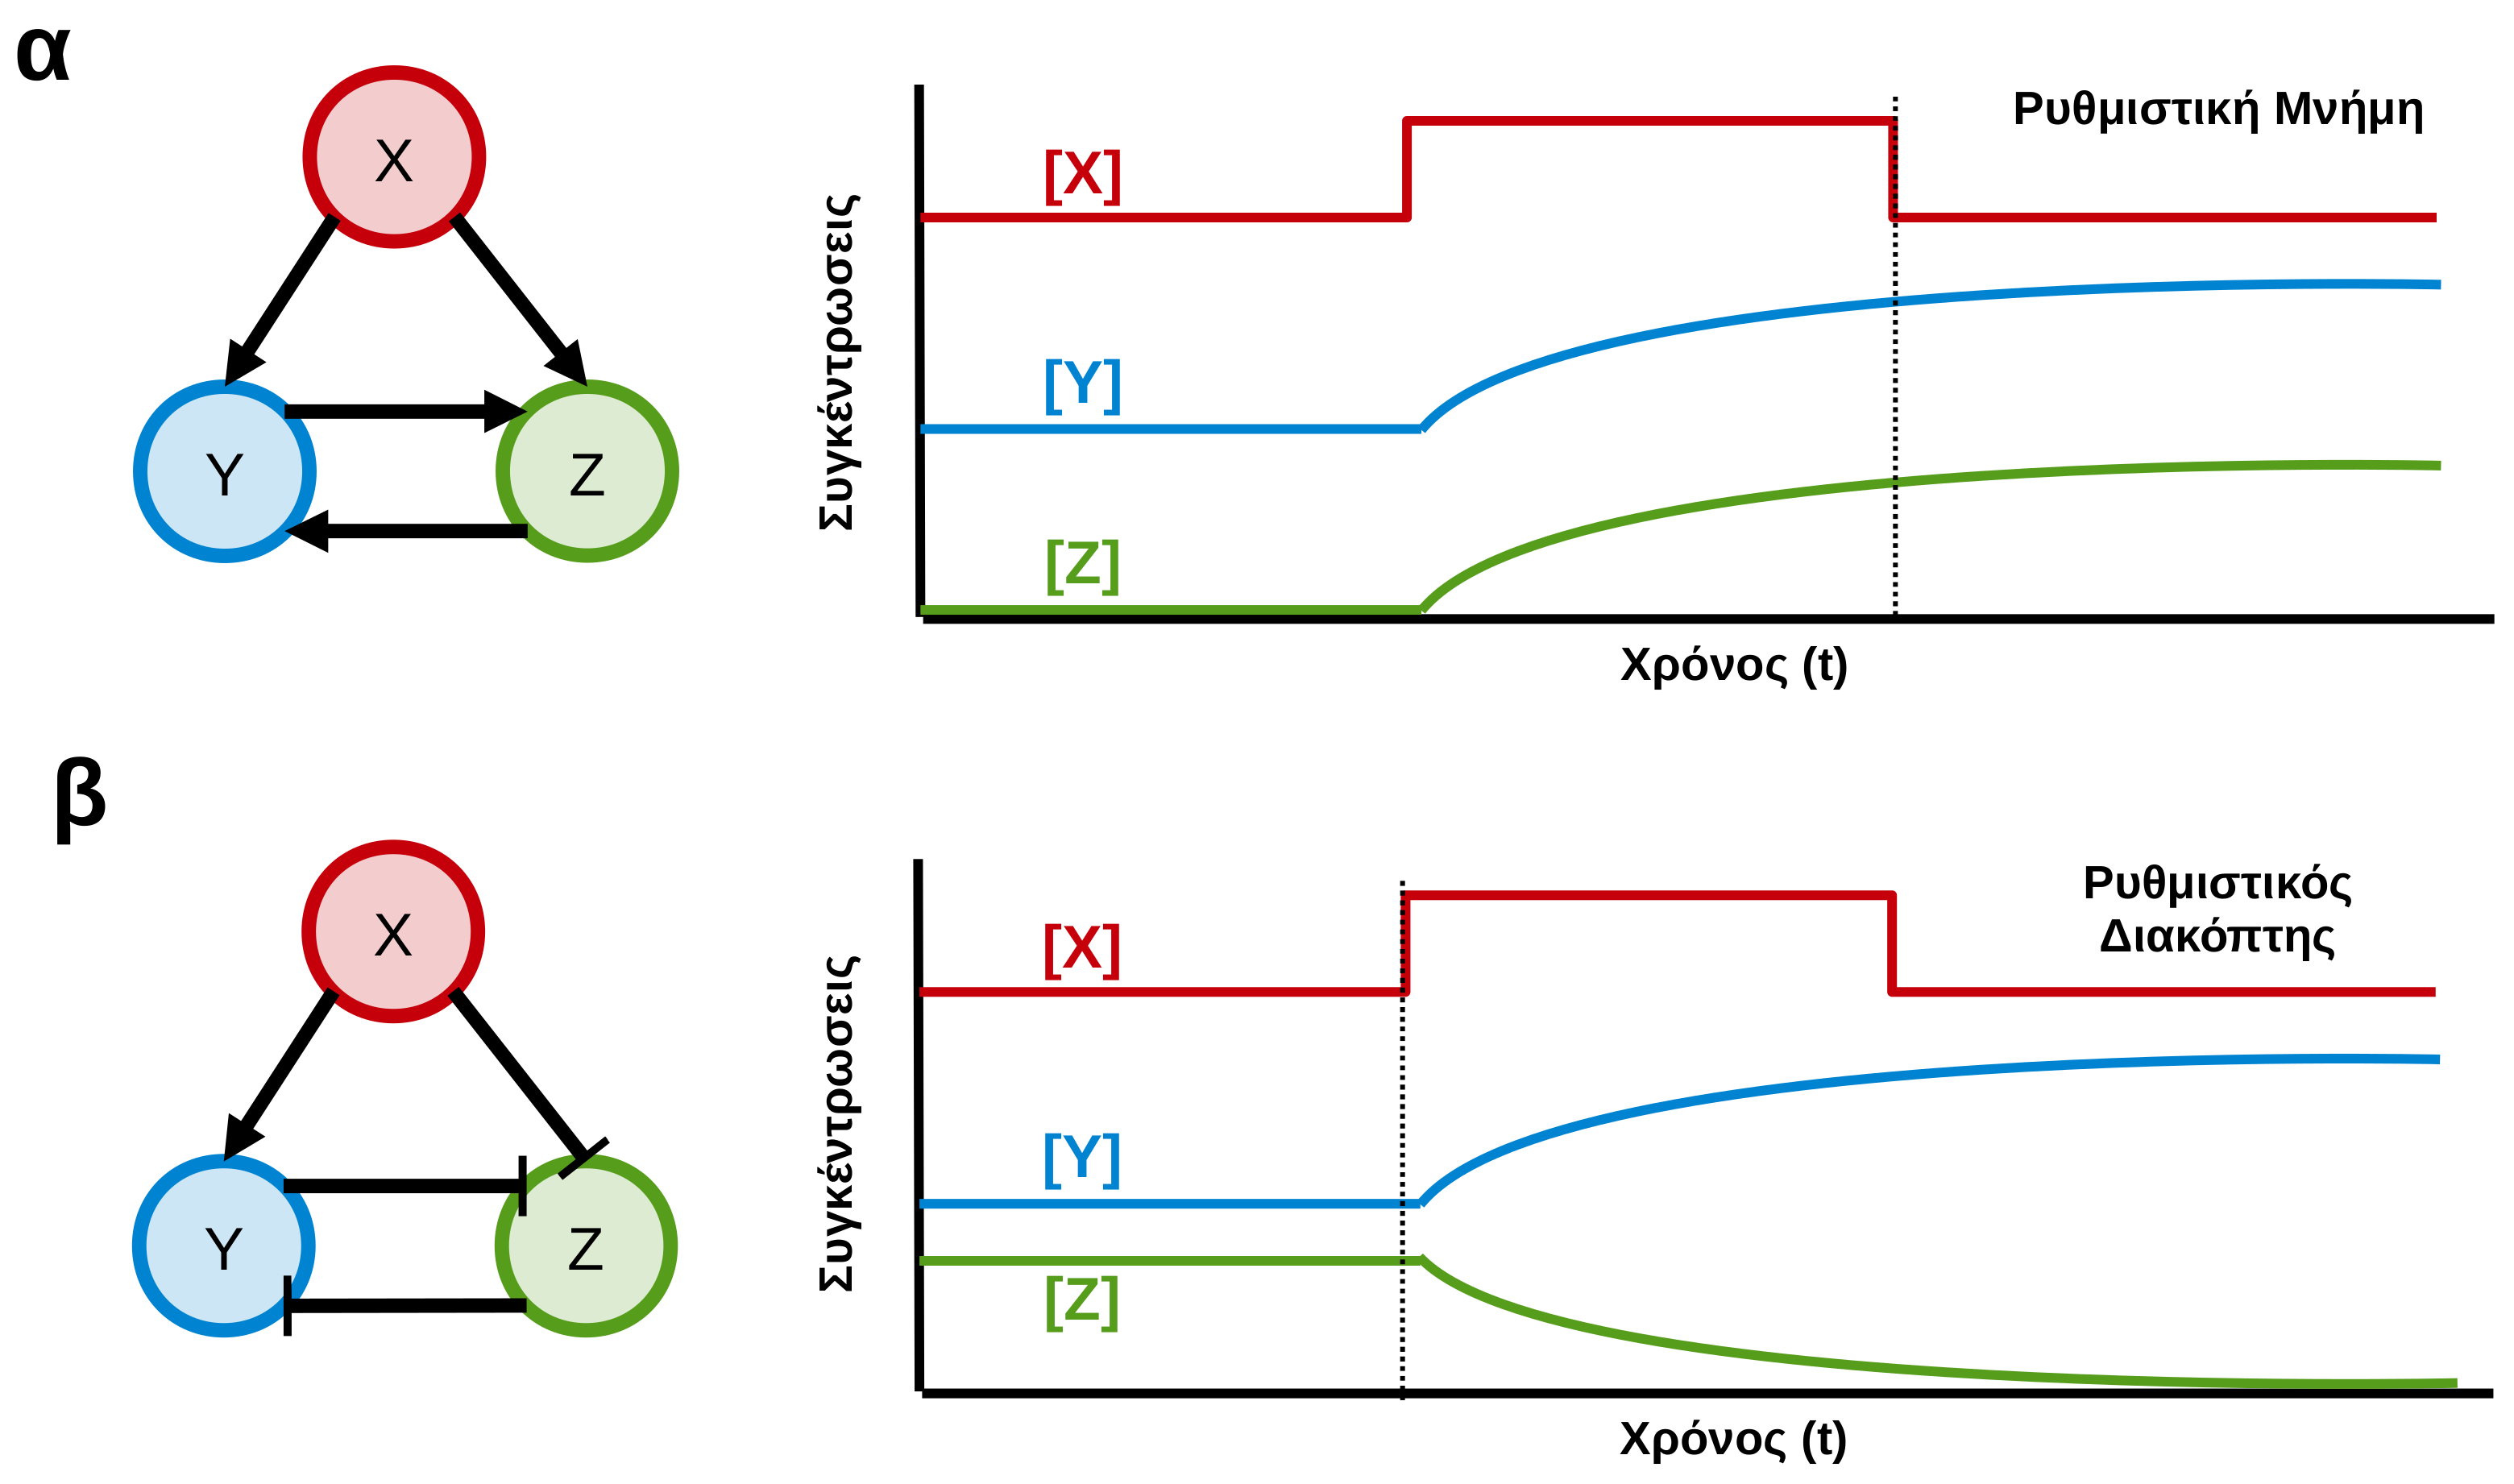 α
X
Y
Z
Συγκέντρωσεις
[X]
[Y]
[Z]
Ρυθμιστική Μνήμη
Χρόνος (t)
β
X
Y
Z
Συγκέντρωσεις
[X]
[Y]
[Z]
Ρυθμιστικός
Διακόπτης
Χρόνος (t)